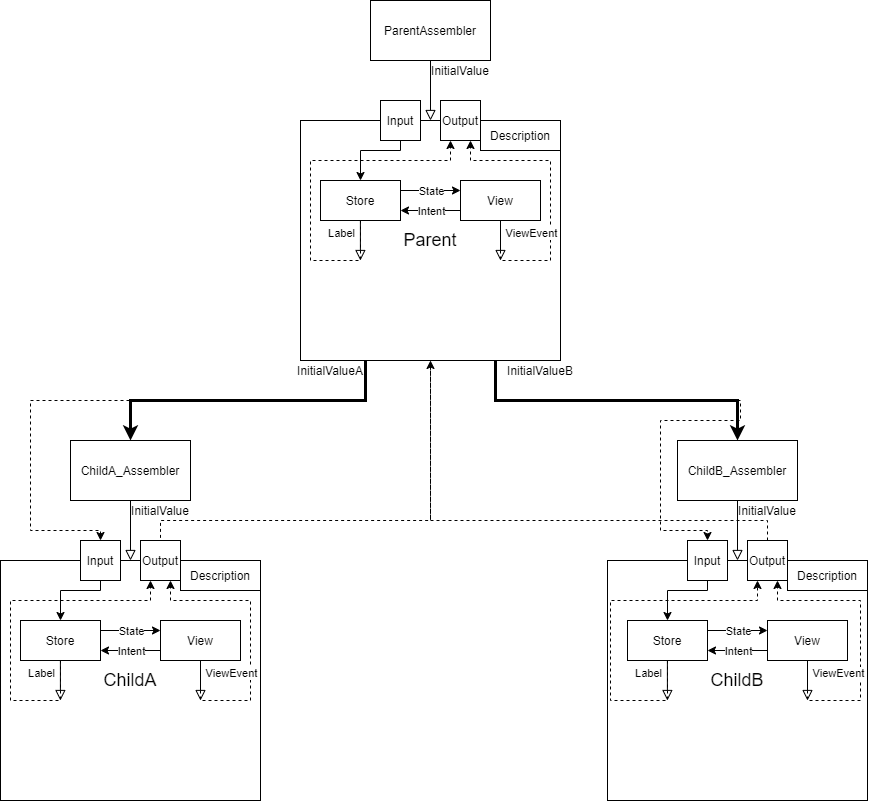 ParentAssembler
InitialValue
Input
Output
Description
Store
State
Intent
View
Label
Parent
ViewEvent
InitialValueA
InitialValueB
ChildA_Assembler
ChildB_Assembler
InitialValue
InitialValue
Input
Output
Description
Input
Output
Description
Store
State
Intent
View
Store
State
Intent
View
Label
ChildA
ViewEvent
Label
ChildB
ViewEvent